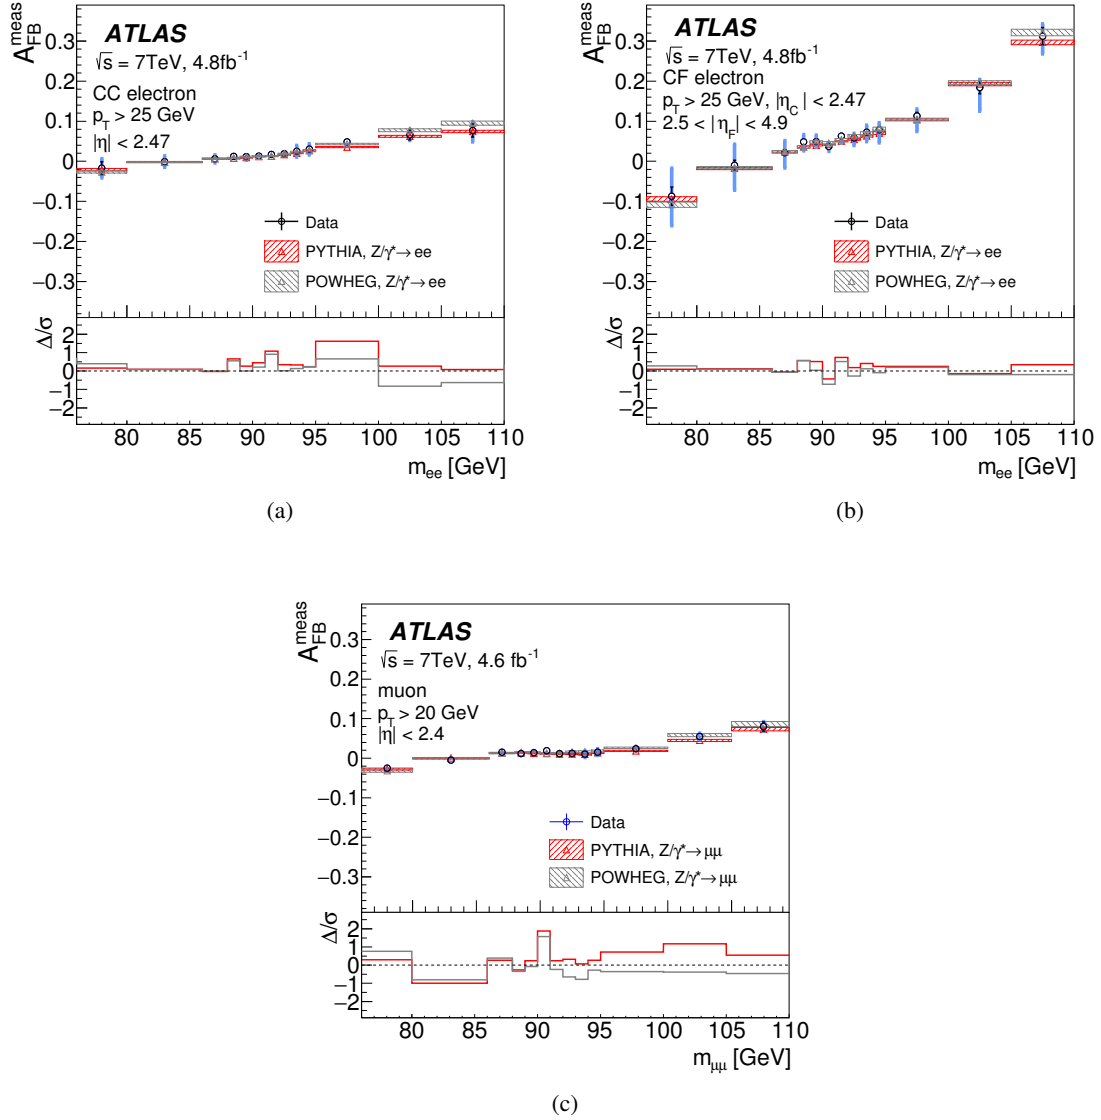 A_FB^meas
0.3
0.2
0.1
0
−0.1
−0.2
−0.3
ATLAS
√s = 7TeV, 4.8fb⁻¹
CC electron
p_T > 25 GeV
|η| < 2.47
Data
PYTHIA, Z/γ*→ee
POWHEG, Z/γ*→ee
Δ/σ
2
1
0
−1
−2
80 85 90 95 100 105 110
m_ee [GeV]
(a)
A_FB^meas
0.3
0.2
0.1
0
−0.1
−0.2
−0.3
ATLAS
√s = 7TeV, 4.8fb⁻¹
CF electron
p_T > 25 GeV, |η_C| < 2.47
2.5 < |η_F| < 4.9
Data
PYTHIA, Z/γ*→ee
POWHEG, Z/γ*→ee
Δ/σ
2
1
0
−1
−2
80 85 90 95 100 105 110
m_ee [GeV]
(b)
A_FB^meas
0.3
0.2
0.1
0
−0.1
−0.2
−0.3
ATLAS
√s = 7TeV, 4.6 fb⁻¹
muon
p_T > 20 GeV
|η| < 2.4
Data
PYTHIA, Z/γ*→μμ
POWHEG, Z/γ*→μμ
Δ/σ
2
1
0
−1
−2
80 85 90 95 100 105 110
m_μμ [GeV]
(c)